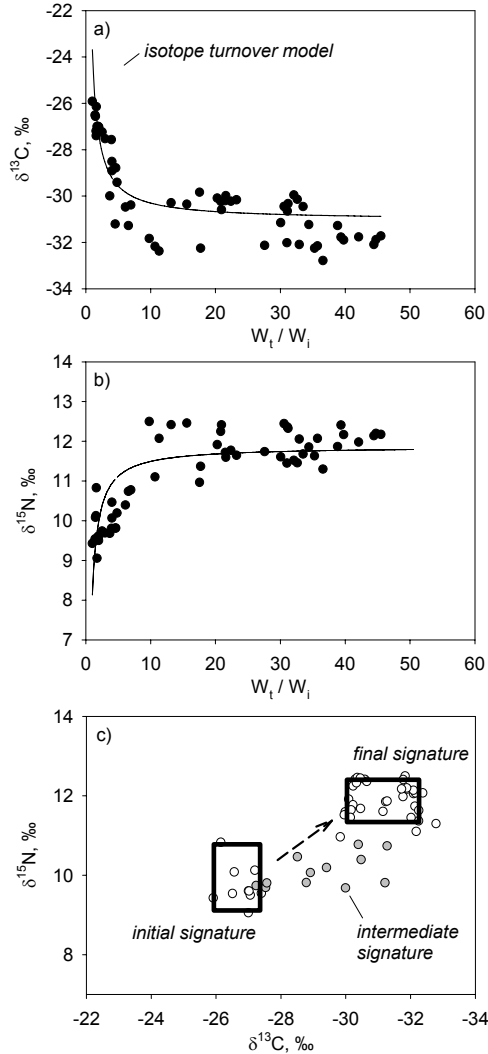 a)
isotope turnover model
-22
-24
-26
-28
-30
-32
-34
δ13C, ‰
0 10 20 30 40 50 60
Wt / Wi
b)
14
13
12
11
10
9
8
7
δ15N, ‰
0 10 20 30 40 50 60
Wt / Wi
c)
14
12
10
8
δ15N, ‰
final signature
initial signature
intermediate
signature
-22 -24 -26 -28 -30 -32 -34
δ13C, ‰